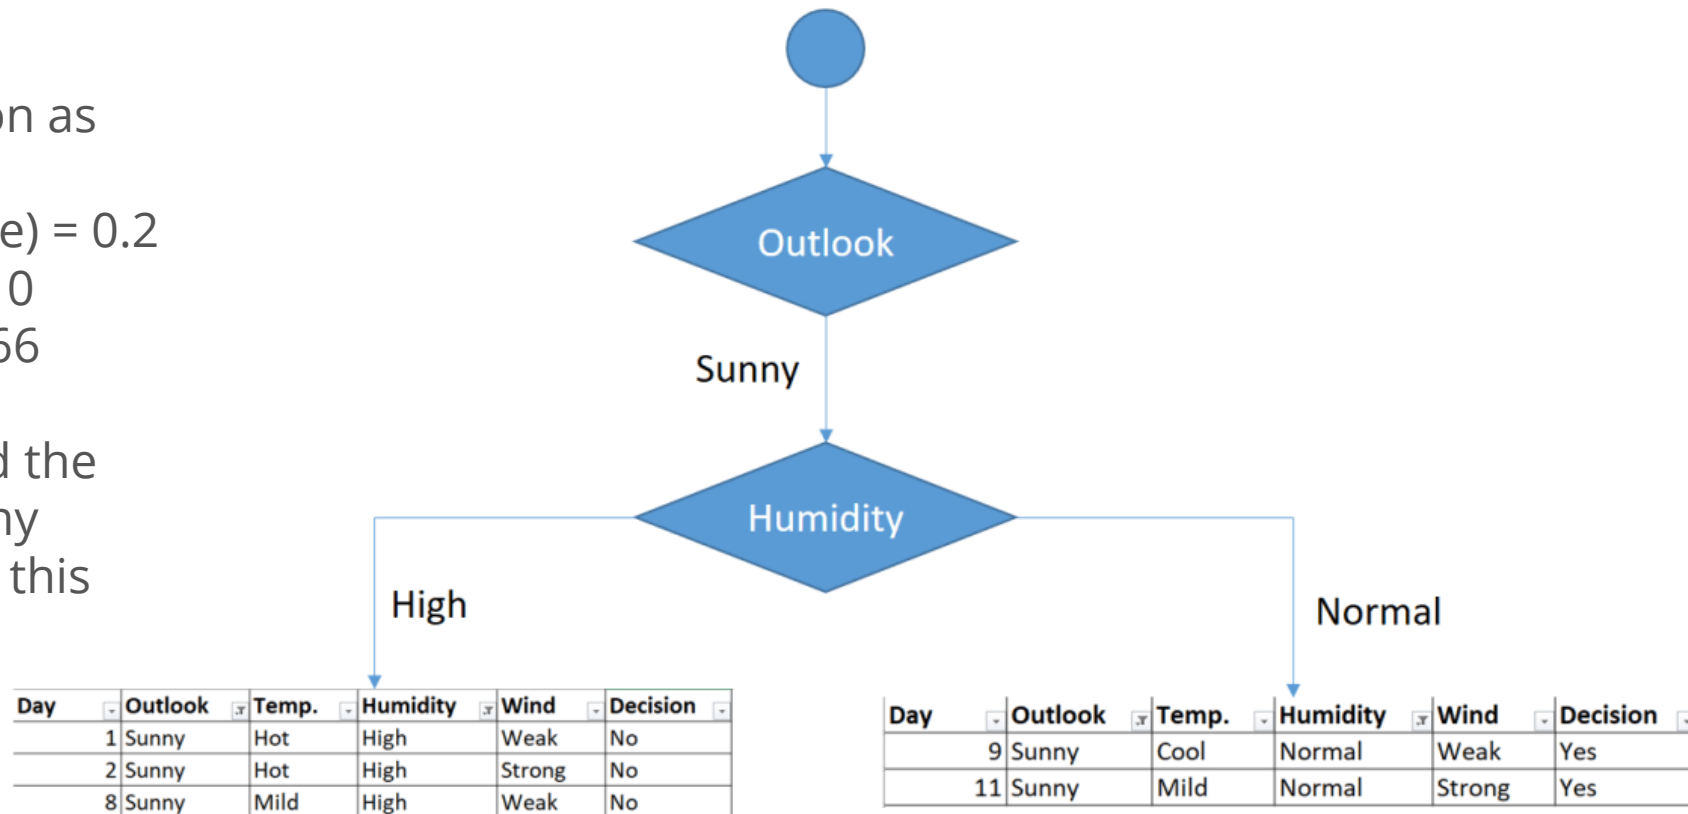 on as
e) = 0.2
0
66
d the
ny
this
Outlook
Sunny
Humidity
High
Normal
Day Outlook Temp. Humidity Wind Decision
1 Sunny Hot High Weak No
2 Sunny Hot High Strong No
8 Sunny Mild High Weak No
Day Outlook Temp. Humidity Wind Decision
9 Sunny Cool Normal Weak Yes
11 Sunny Mild Normal Strong Yes